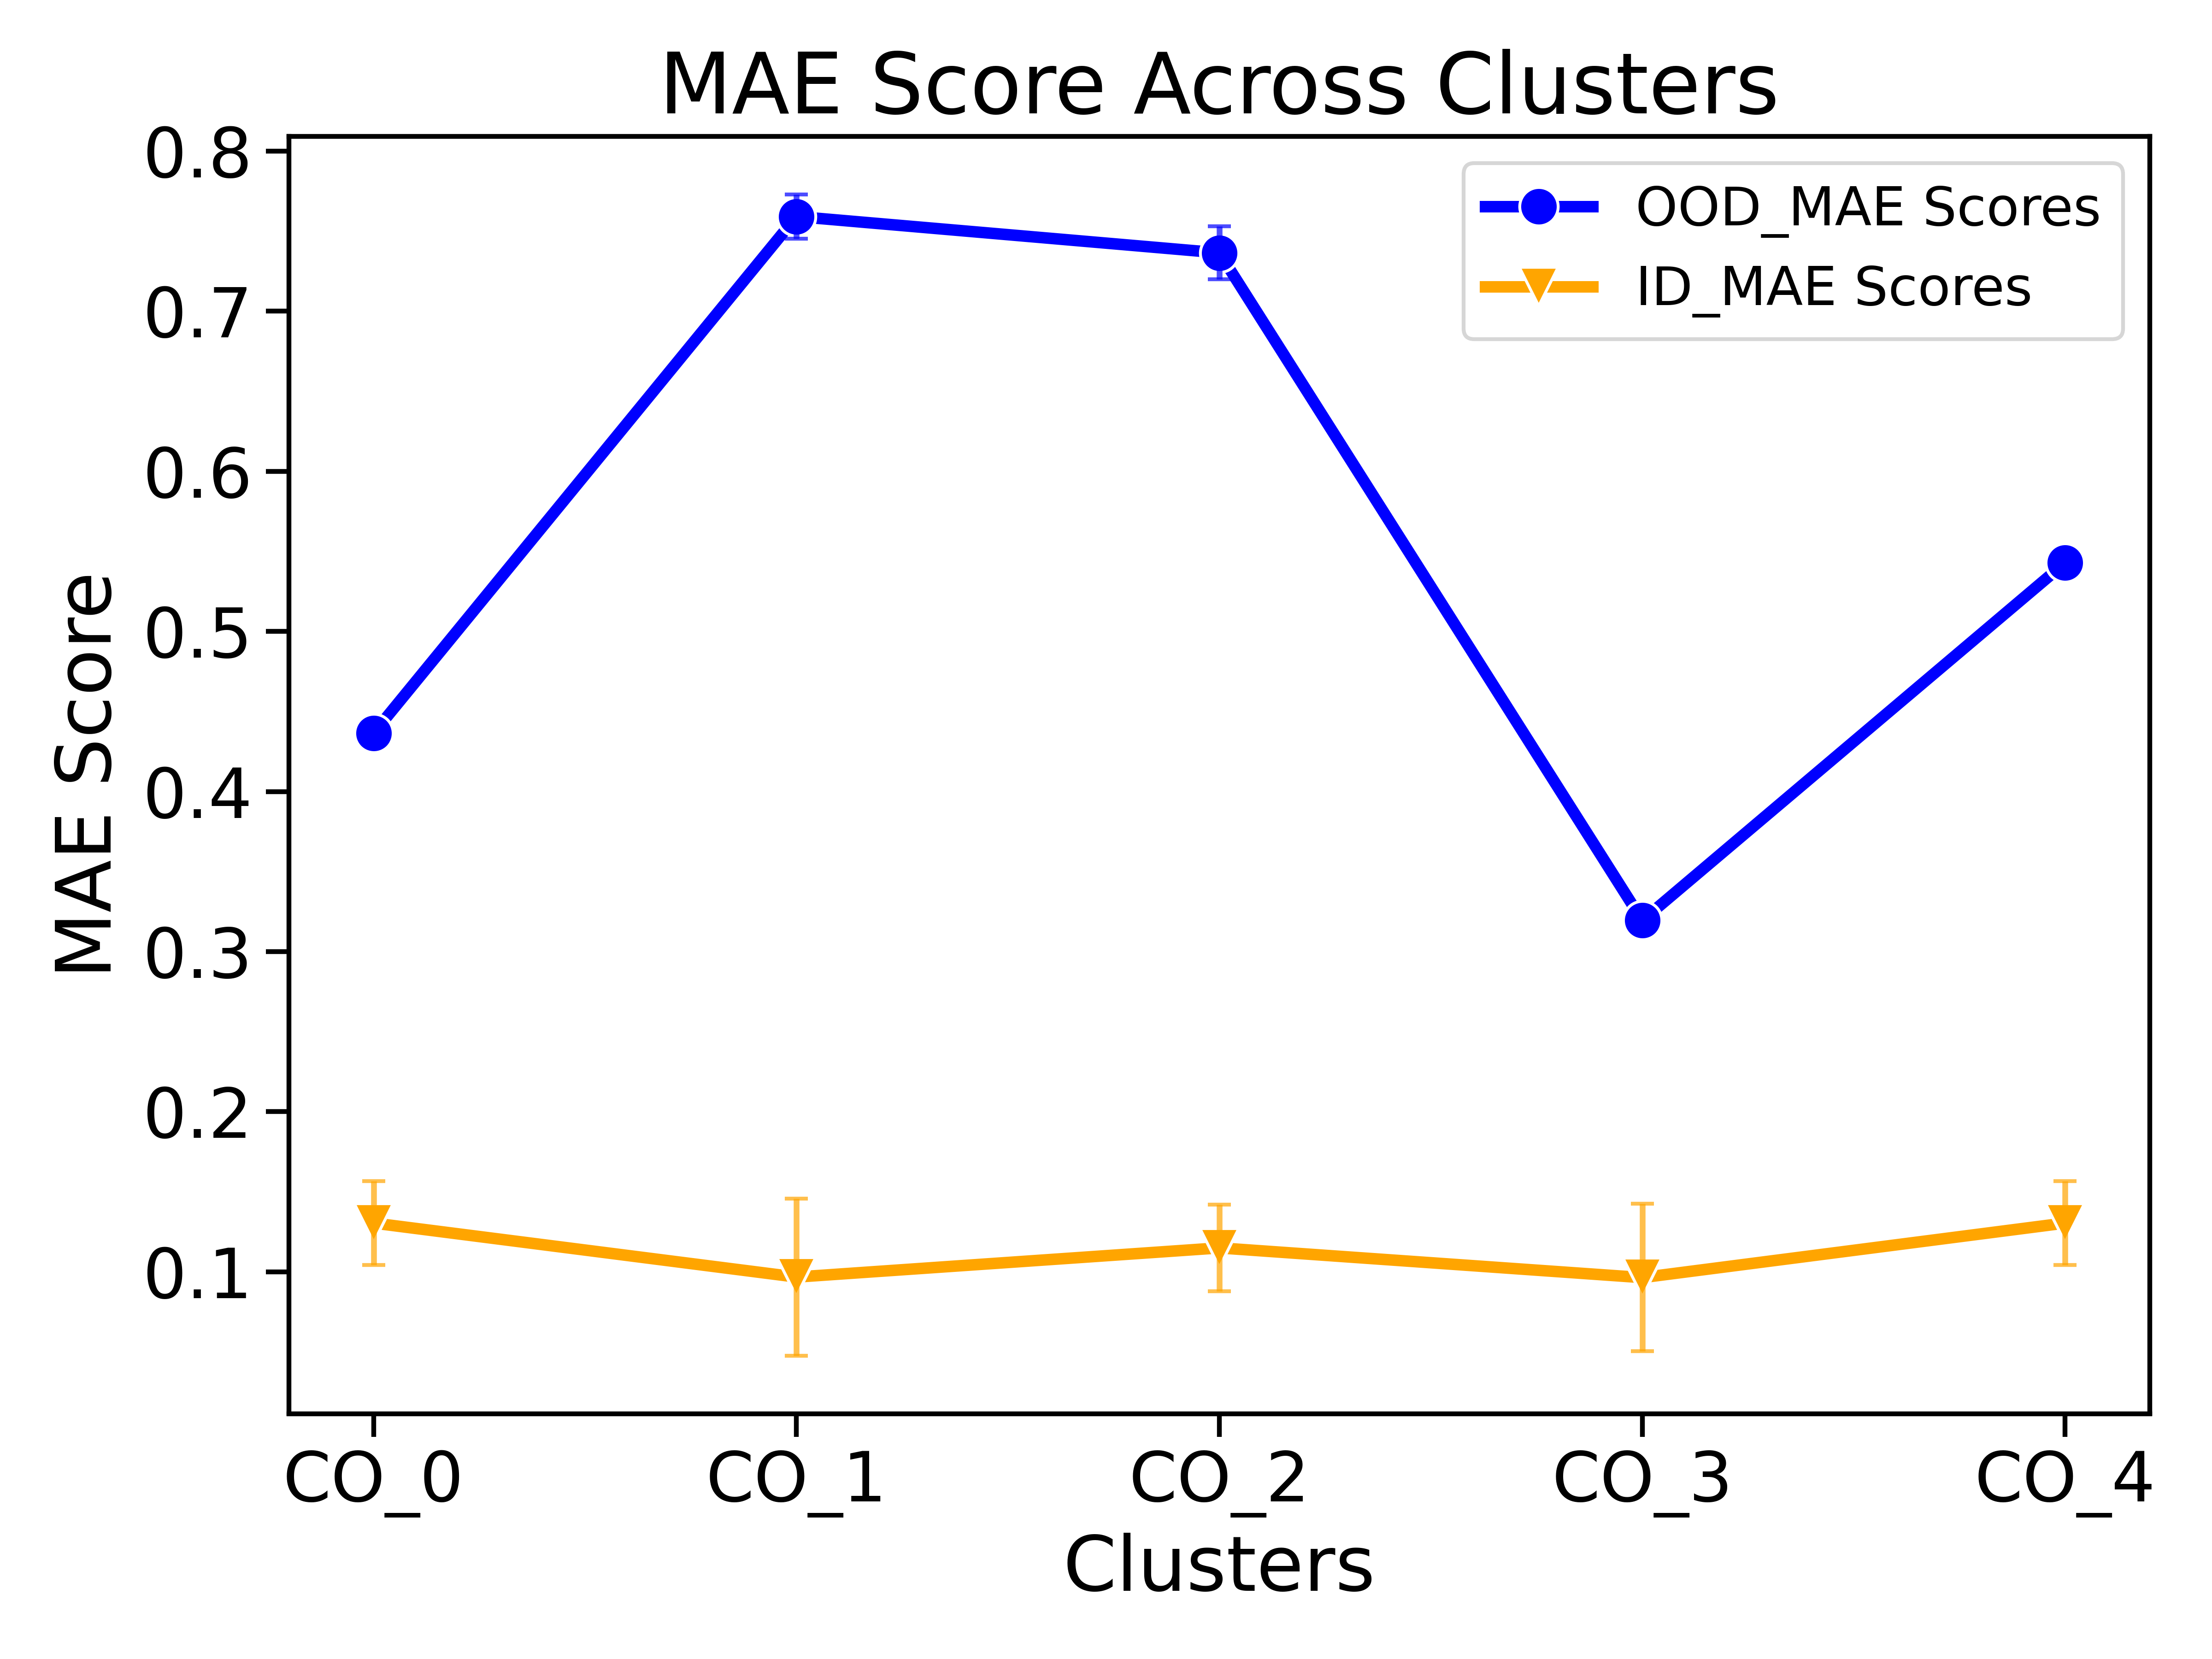 MAE Score Across Clusters
OOD_MAE Scores
ID_MAE Scores
MAE Score
0.8
0.7
0.6
0.5
0.4
0.3
0.2
0.1
CO_0 CO_1 CO_2 CO_3 CO_4
Clusters